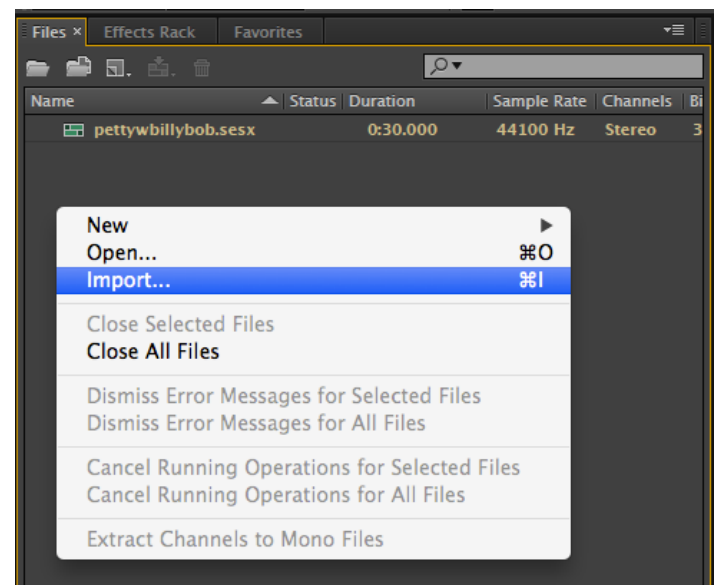 Files × Effects Rack Favorites
Name Status Duration Sample Rate Channels Bi
pettywbillybob.sesx 0:30.000 44100 Hz Stereo 3
New
Open... ⌘O
Import... ⌘I
Close Selected Files
Close All Files
Dismiss Error Messages for Selected Files
Dismiss Error Messages for All Files
Cancel Running Operations for Selected Files
Cancel Running Operations for All Files
Extract Channels to Mono Files